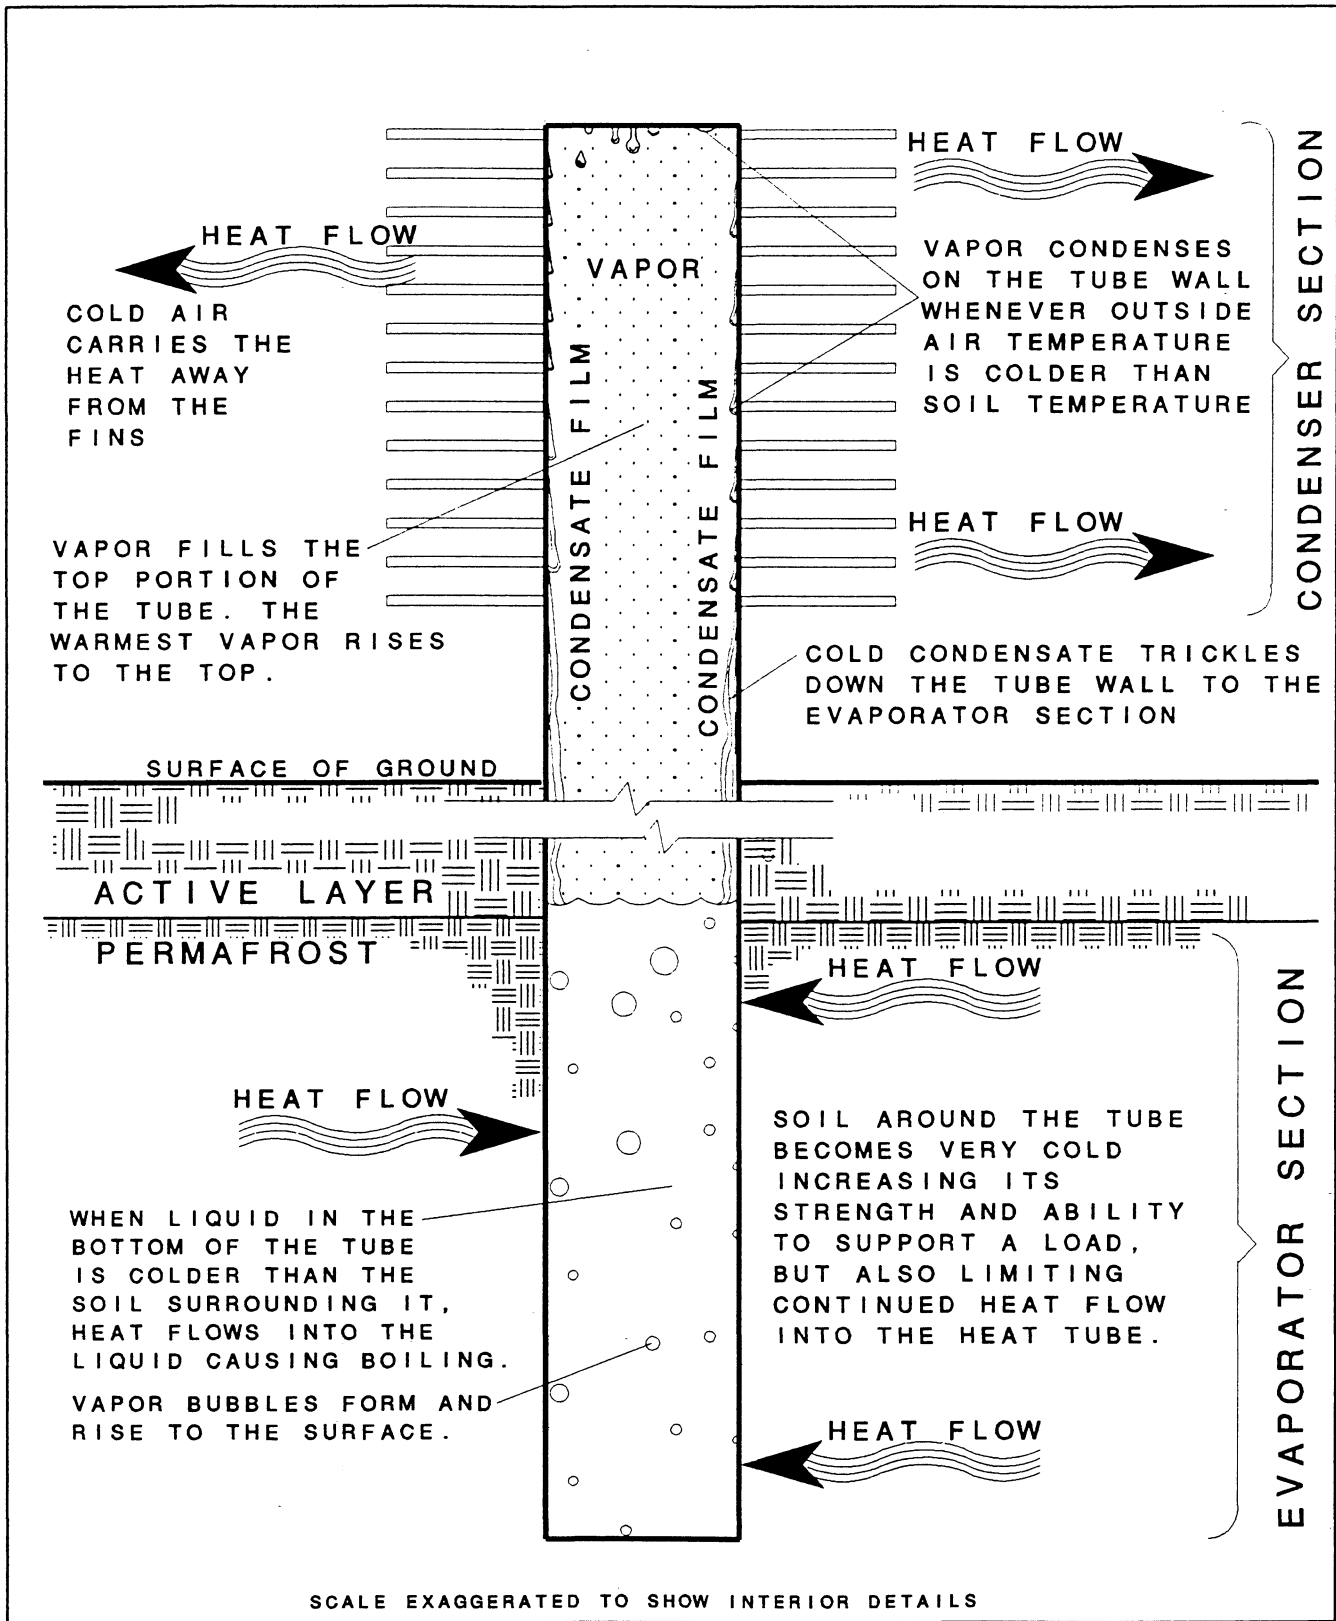 HEAT FLOW
HEAT FLOW
COLD AIR
CARRIES THE
HEAT AWAY
FROM THE
FINS
VAPOR
VAPOR CONDENSES
ON THE TUBE WALL
WHENEVER OUTSIDE
AIR TEMPERATURE
IS COLDER THAN
SOIL TEMPERATURE
CONDENSER SECTION
CONDENSATE FILM
CONDENSATE FILM
HEAT FLOW
VAPOR FILLS THE
TOP PORTION OF
THE TUBE. THE
WARMEST VAPOR RISES
TO THE TOP.
COLD CONDENSATE TRICKLES
DOWN THE TUBE WALL TO THE
EVAPORATOR SECTION
SURFACE OF GROUND
ACTIVE LAYER
PERMAFROST
HEAT FLOW
HEAT FLOW
SOIL AROUND THE TUBE
BECOMES VERY COLD
INCREASING ITS
STRENGTH AND ABILITY
TO SUPPORT A LOAD,
BUT ALSO LIMITING
CONTINUED HEAT FLOW
INTO THE HEAT TUBE.
EVAPORATOR SECTION
WHEN LIQUID IN THE
BOTTOM OF THE TUBE
IS COLDER THAN THE
SOIL SURROUNDING IT,
HEAT FLOWS INTO THE
LIQUID CAUSING BOILING.
VAPOR BUBBLES FORM AND
RISE TO THE SURFACE.
HEAT FLOW
SCALE EXAGGERATED TO SHOW INTERIOR DETAILS